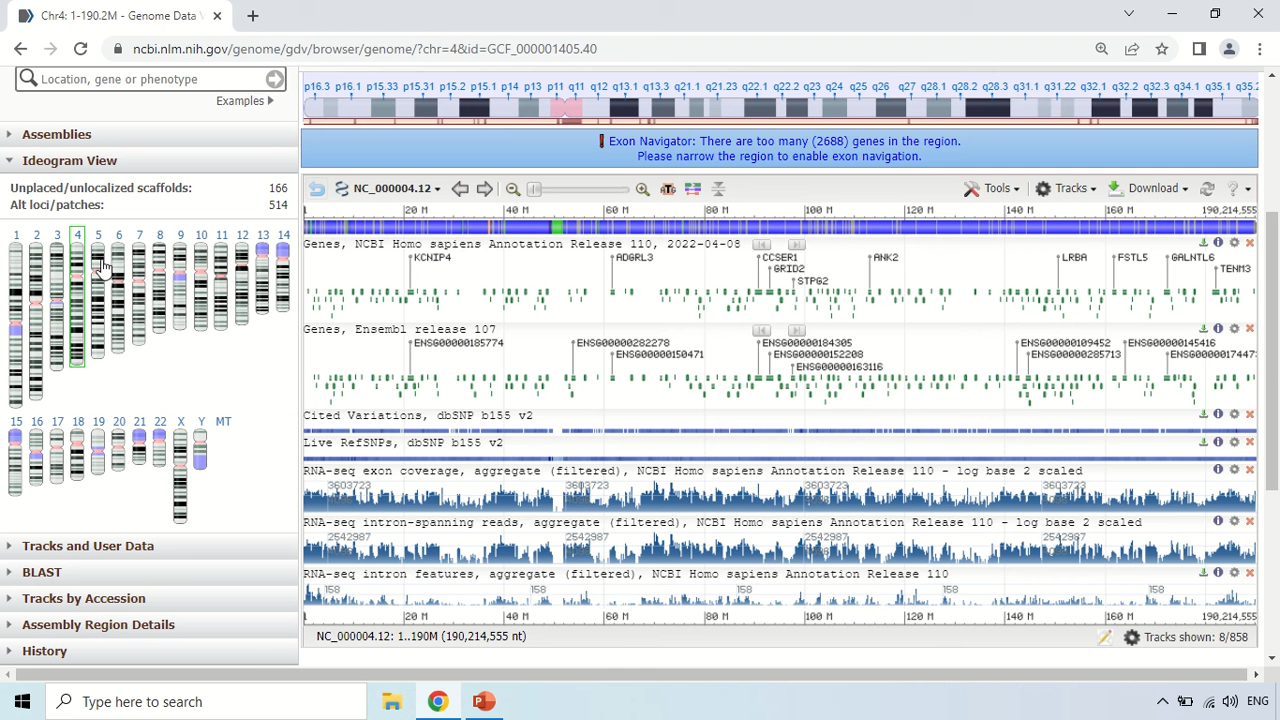 Chr4: 1-190.2M - Genome Data V
ncbi.nlm.nih.gov/genome/gdv/browser/genome/?chr=4&id=GCF_000001405.40
Location, gene or phenotype
Examples
Assemblies
Ideogram View
Unplaced/unlocalized scaffolds: 166
Alt loci/patches: 514
1 2 3 4 6 7 8 9 10 11 12 13 14
15 16 17 18 19 20 21 22 X Y MT
Tracks and User Data
BLAST
Tracks by Accession
Assembly Region Details
History
p16.3 p16.1 p15.33 p15.31 p15.2 p15.1 p14 p13 p11 q11 q12 q13.1 q13.3 q21.1 q21.23 q22.1 q22.3 q24 q25 q26 q27 q28.1 q28.2 q28.3 q31.1 q31.22 q32.1 q32.3 q34.1 q35.1 q35.2
Exon Navigator: There are too many (2688) genes in the region.
Please narrow the region to enable exon navigation.
NC_000004.12 Tools Tracks Download ?
20 M 40 M 60 M 80 M 100 M 120 M 140 M 160 M 190,214,555
Genes, NCBI Homo sapiens Annotation Release 110, 2022-04-08
KCNIP4 ADGRL3 CCSER1 ANK2 LRBA FSTL5 GALNTL6
GRID2 TENM3
STPG2
Genes, Ensembl release 107
ENSG00000185774 ENSG00000282278 ENSG00000184305 ENSG00000109452 ENSG00000145416
ENSG00000150471 ENSG00000152208 ENSG00000285713 ENSG0000017447
ENSG00000163116
Cited Variations, dbSNP b155 v2
Live RefSNPs, dbSNP b155 v2
RNA-seq exon coverage, aggregate (filtered), NCBI Homo sapiens Annotation Release 110 - log base 2 scaled
3603723 3603723 3603723 3603723
RNA-seq intron-spanning reads, aggregate (filtered), NCBI Homo sapiens Annotation Release 110 - log base 2 scaled
2542987 2542987 2542987 2542987
RNA-seq intron features, aggregate (filtered), NCBI Homo sapiens Annotation Release 110
158 158 158 158 158
20 M 40 M 60 M 80 M 100 M 120 M 140 M 160 M 190,214,555
NC_000004.12: 1..190M (190,214,555 nt)
Tracks shown: 8/858
Type here to search
ENG